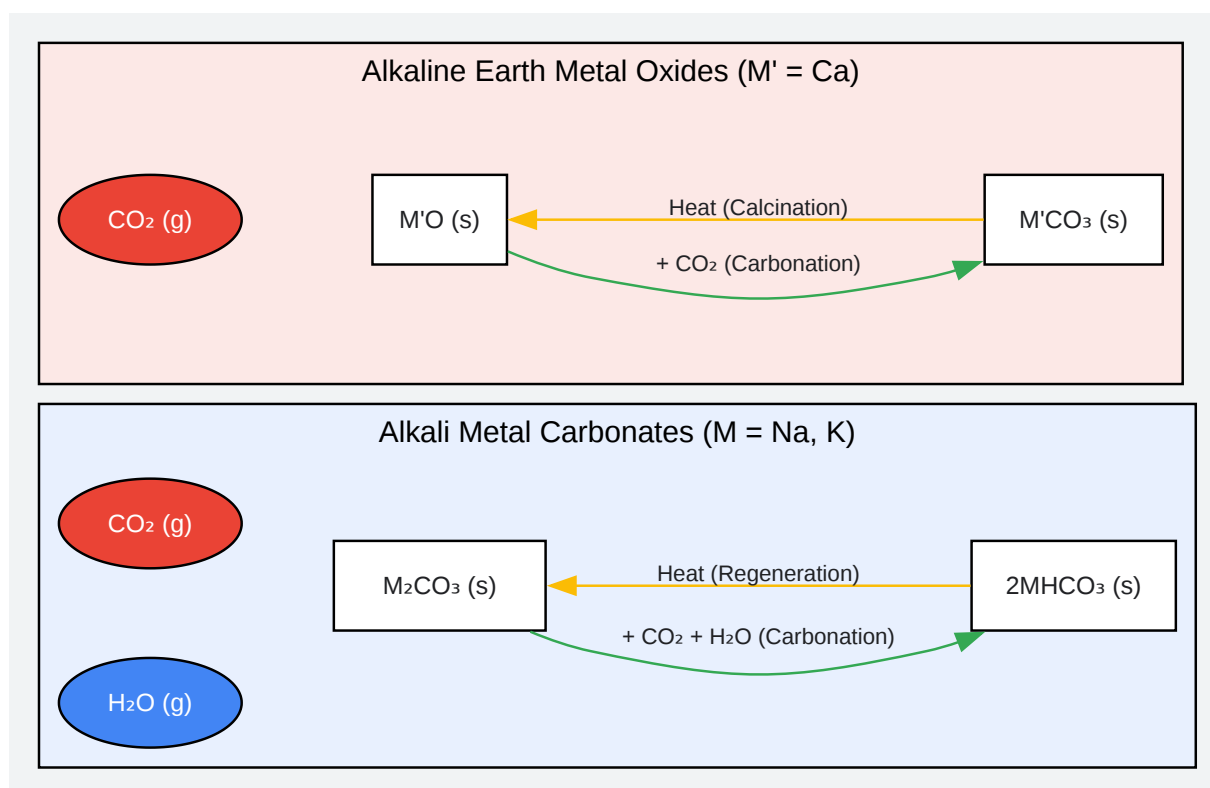 Alkaline Earth Metal Oxides (M' = Ca)
CO₂ (g)
M'O (s)
Heat (Calcination)
M'CO₃ (s)
+ CO₂ (Carbonation)
Alkali Metal Carbonates (M = Na, K)
CO₂ (g)
M₂CO₃ (s)
Heat (Regeneration)
2MHCO₃ (s)
+ CO₂ + H₂O (Carbonation)
H₂O (g)